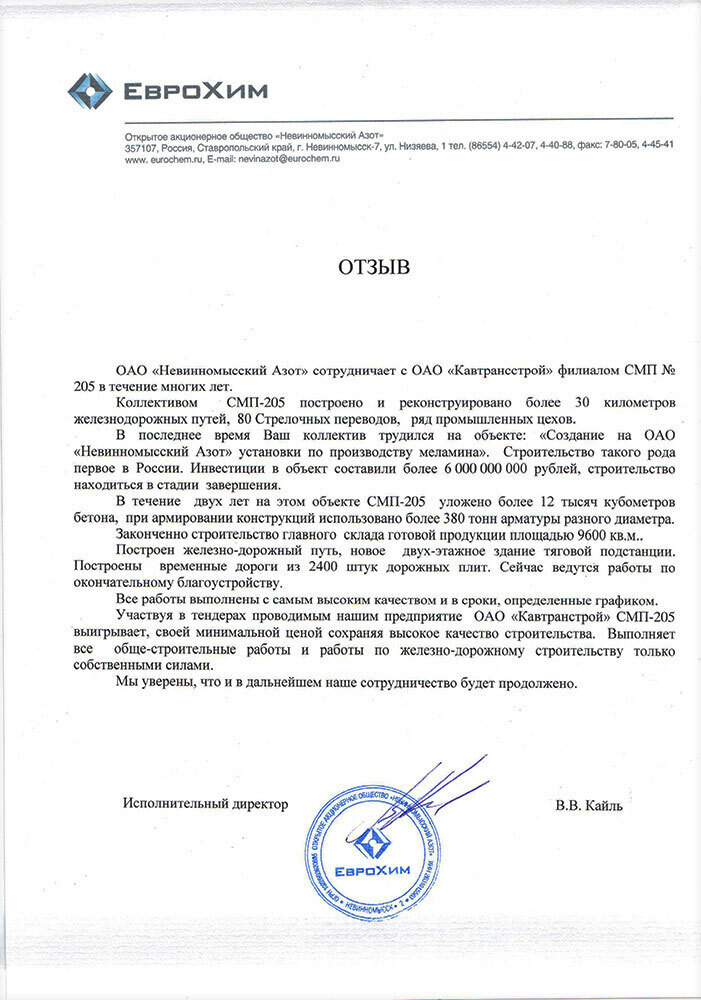 ЕВРОХИМ
Открытое акционерное общество «Невинномысский Азот»
357107, Россия, Ставропольский край, г. Невинномысск-7, ул. Низяева, 1 тел. (86554) 4-42-07, 4-40-88, факс: 7-80-05, 4-45-41
www. eurochem.ru, E-mail: nevinazot@eurochem.ru
ОТЗЫВ
ОАО «Невинномысский Азот» сотрудничает с ОАО «Кавтрансстрой» филиалом СМП №
205 в течение многих лет.
Коллективом СМП-205 построено и реконструировано более 30 километров
железнодорожных путей, 80 Стрелочных переводов, ряд промышленных цехов.
В последнее время Ваш коллектив трудился на объекте: «Создание на ОАО
«Невинномысский Азот» установки по производству меламина». Строительство такого рода
первое в России. Инвестиции в объект составили более 6 000 000 000 рублей, строительство
находиться в стадии завершения.
В течение двух лет на этом объекте СМП-205 уложено более 12 тысяч кубометров
бетона, при армировании конструкций использовано более 380 тонн арматуры разного диаметра.
Законченно строительство главного склада готовой продукции площадью 9600 кв.м..
Построен железно-дорожный путь, новое двух-этажное здание тяговой подстанции.
Построены временные дороги из 2400 штук дорожных плит. Сейчас ведутся работы по
окончательному благоустройству.
Все работы выполнены с самым высоким качеством и в сроки, определенные графиком.
Участвуя в тендерах проводимым нашим предприятие ОАО «Кавтранстрой» СМП-205
выигрывает, своей минимальной ценой сохраняя высокое качество строительства. Выполняет
все обще-строительные работы и работы по железно-дорожному строительству только
собственными силами.
Мы уверены, что и в дальнейшем наше сотрудничество будет продолжено.
Исполнительный директор
В.В. Кайль
ОТКРЫТОЕ АКЦИОНЕРНОЕ ОБЩЕСТВО «НЕВИННОМЫССКИЙ АЗОТ»
ЕВРОХИМ
НЕВИННОМЫССК
2